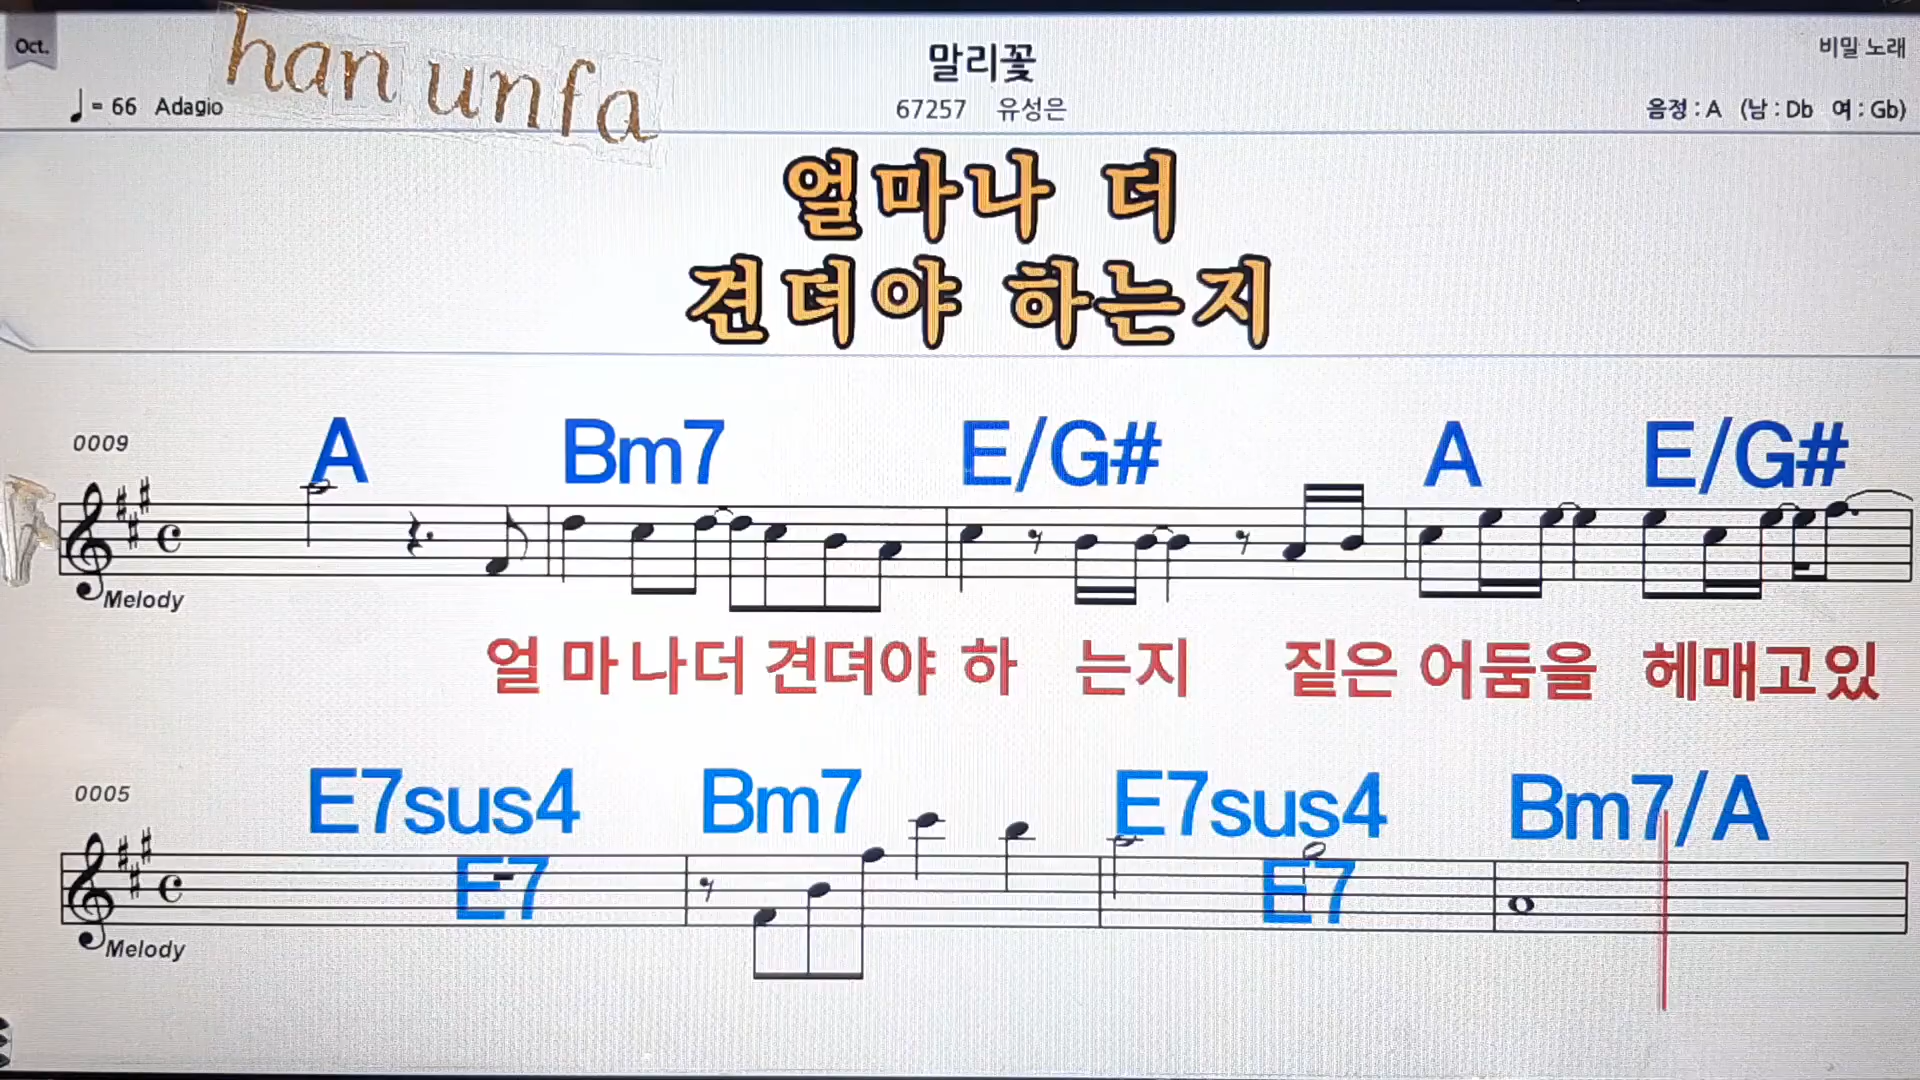 Oct.
han unfa
말리꽃
비밀 노래
♩= 66 Adagio
67257 유성은
음정 : A (남 : Db 여 : Gb)
얼마나 더
견뎌야 하는지
0009
A Bm7 E/G# A E/G#
Melody
얼 마나더 견뎌야 하 는지 짙은 어둠을 헤매고있
0005
E7sus4 Bm7 E7sus4 Bm7/A
E7 E7
Melody